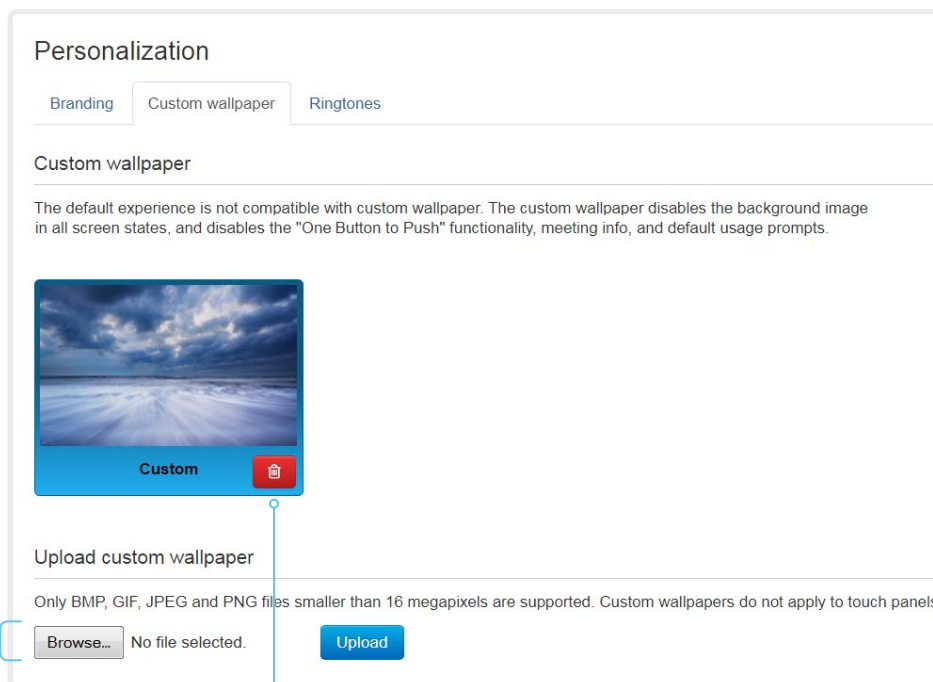 Personalization
Branding Custom wallpaper Ringtones
Custom wallpaper
The default experience is not compatible with custom wallpaper. The custom wallpaper disables the background image
in all screen states, and disables the "One Button to Push" functionality, meeting info, and default usage prompts.
Custom
Upload custom wallpaper
Only BMP, GIF, JPEG and PNG files smaller than 16 megapixels are supported. Custom wallpapers do not apply to touch panels
Browse... No file selected. Upload